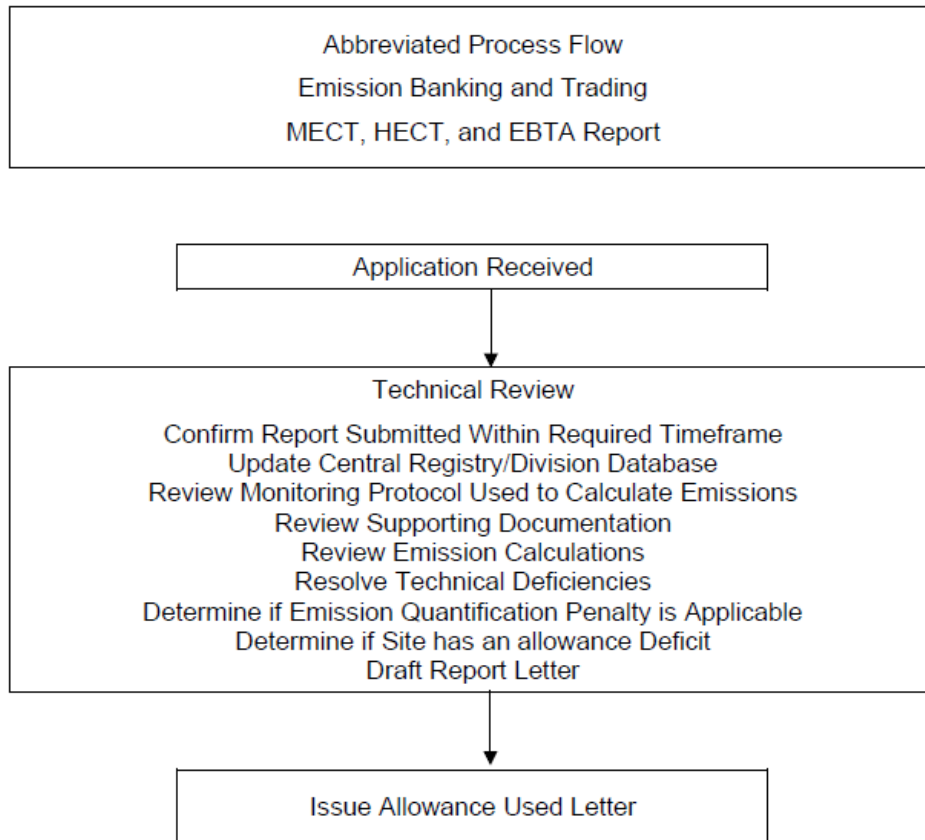 Abbreviated Process Flow
Emission Banking and Trading
MECT, HECT, and EBTA Report
Application Received
Technical Review
Confirm Report Submitted Within Required Timeframe
Update Central Registry/Division Database
Review Monitoring Protocol Used to Calculate Emissions
Review Supporting Documentation
Review Emission Calculations
Resolve Technical Deficiencies
Determine if Emission Quantification Penalty is Applicable
Determine if Site has an allowance Deficit
Draft Report Letter
Issue Allowance Used Letter